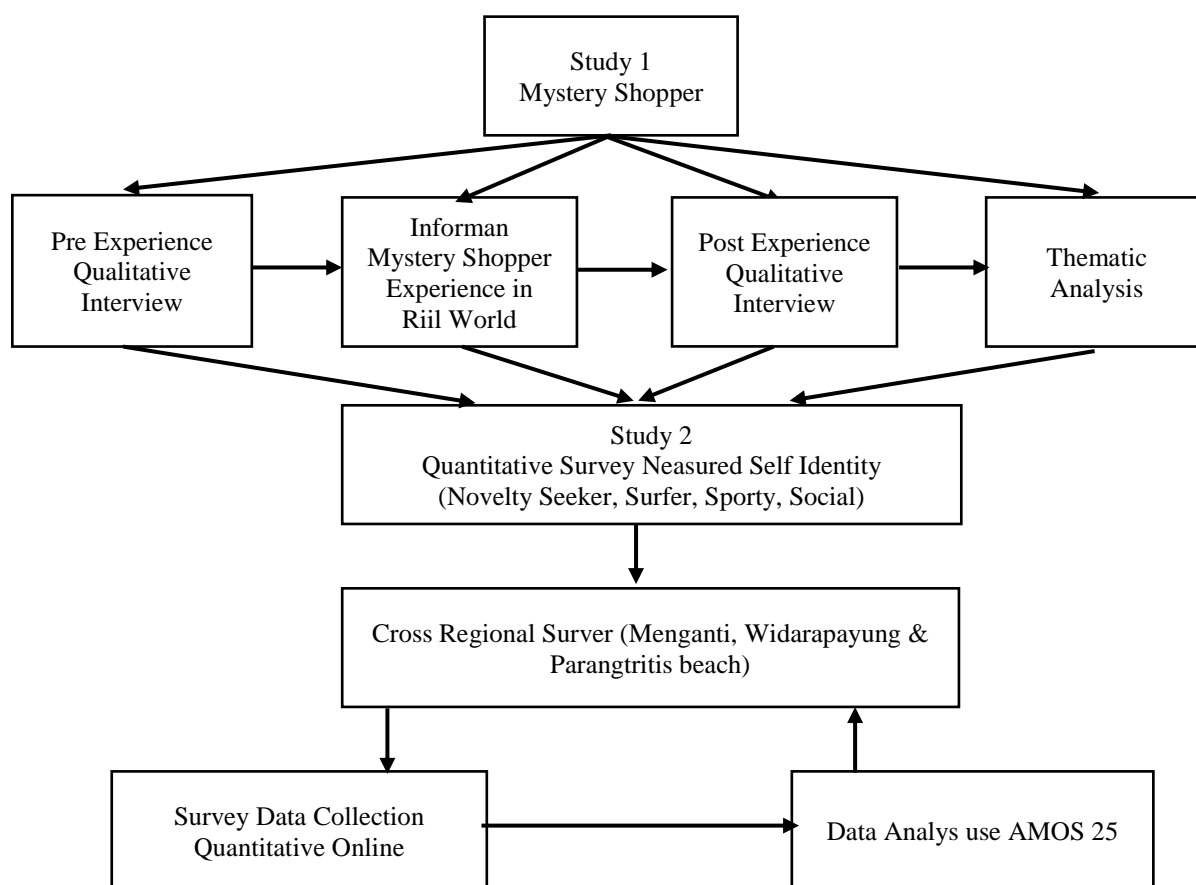 Study 1
Mystery Shopper
Pre Experience
Qualitative
Interview
Informan
Mystery Shopper
Experience in
Riil World
Post Experience
Qualitative
Interview
Thematic
Analysis
Study 2
Quantitative Survey Neasured Self Identity
(Novelty Seeker, Surfer, Sporty, Social)
Cross Regional Surver (Menganti, Widarapayung &
Parangtritis beach)
Survey Data Collection
Quantitative Online
Data Analys use AMOS 25